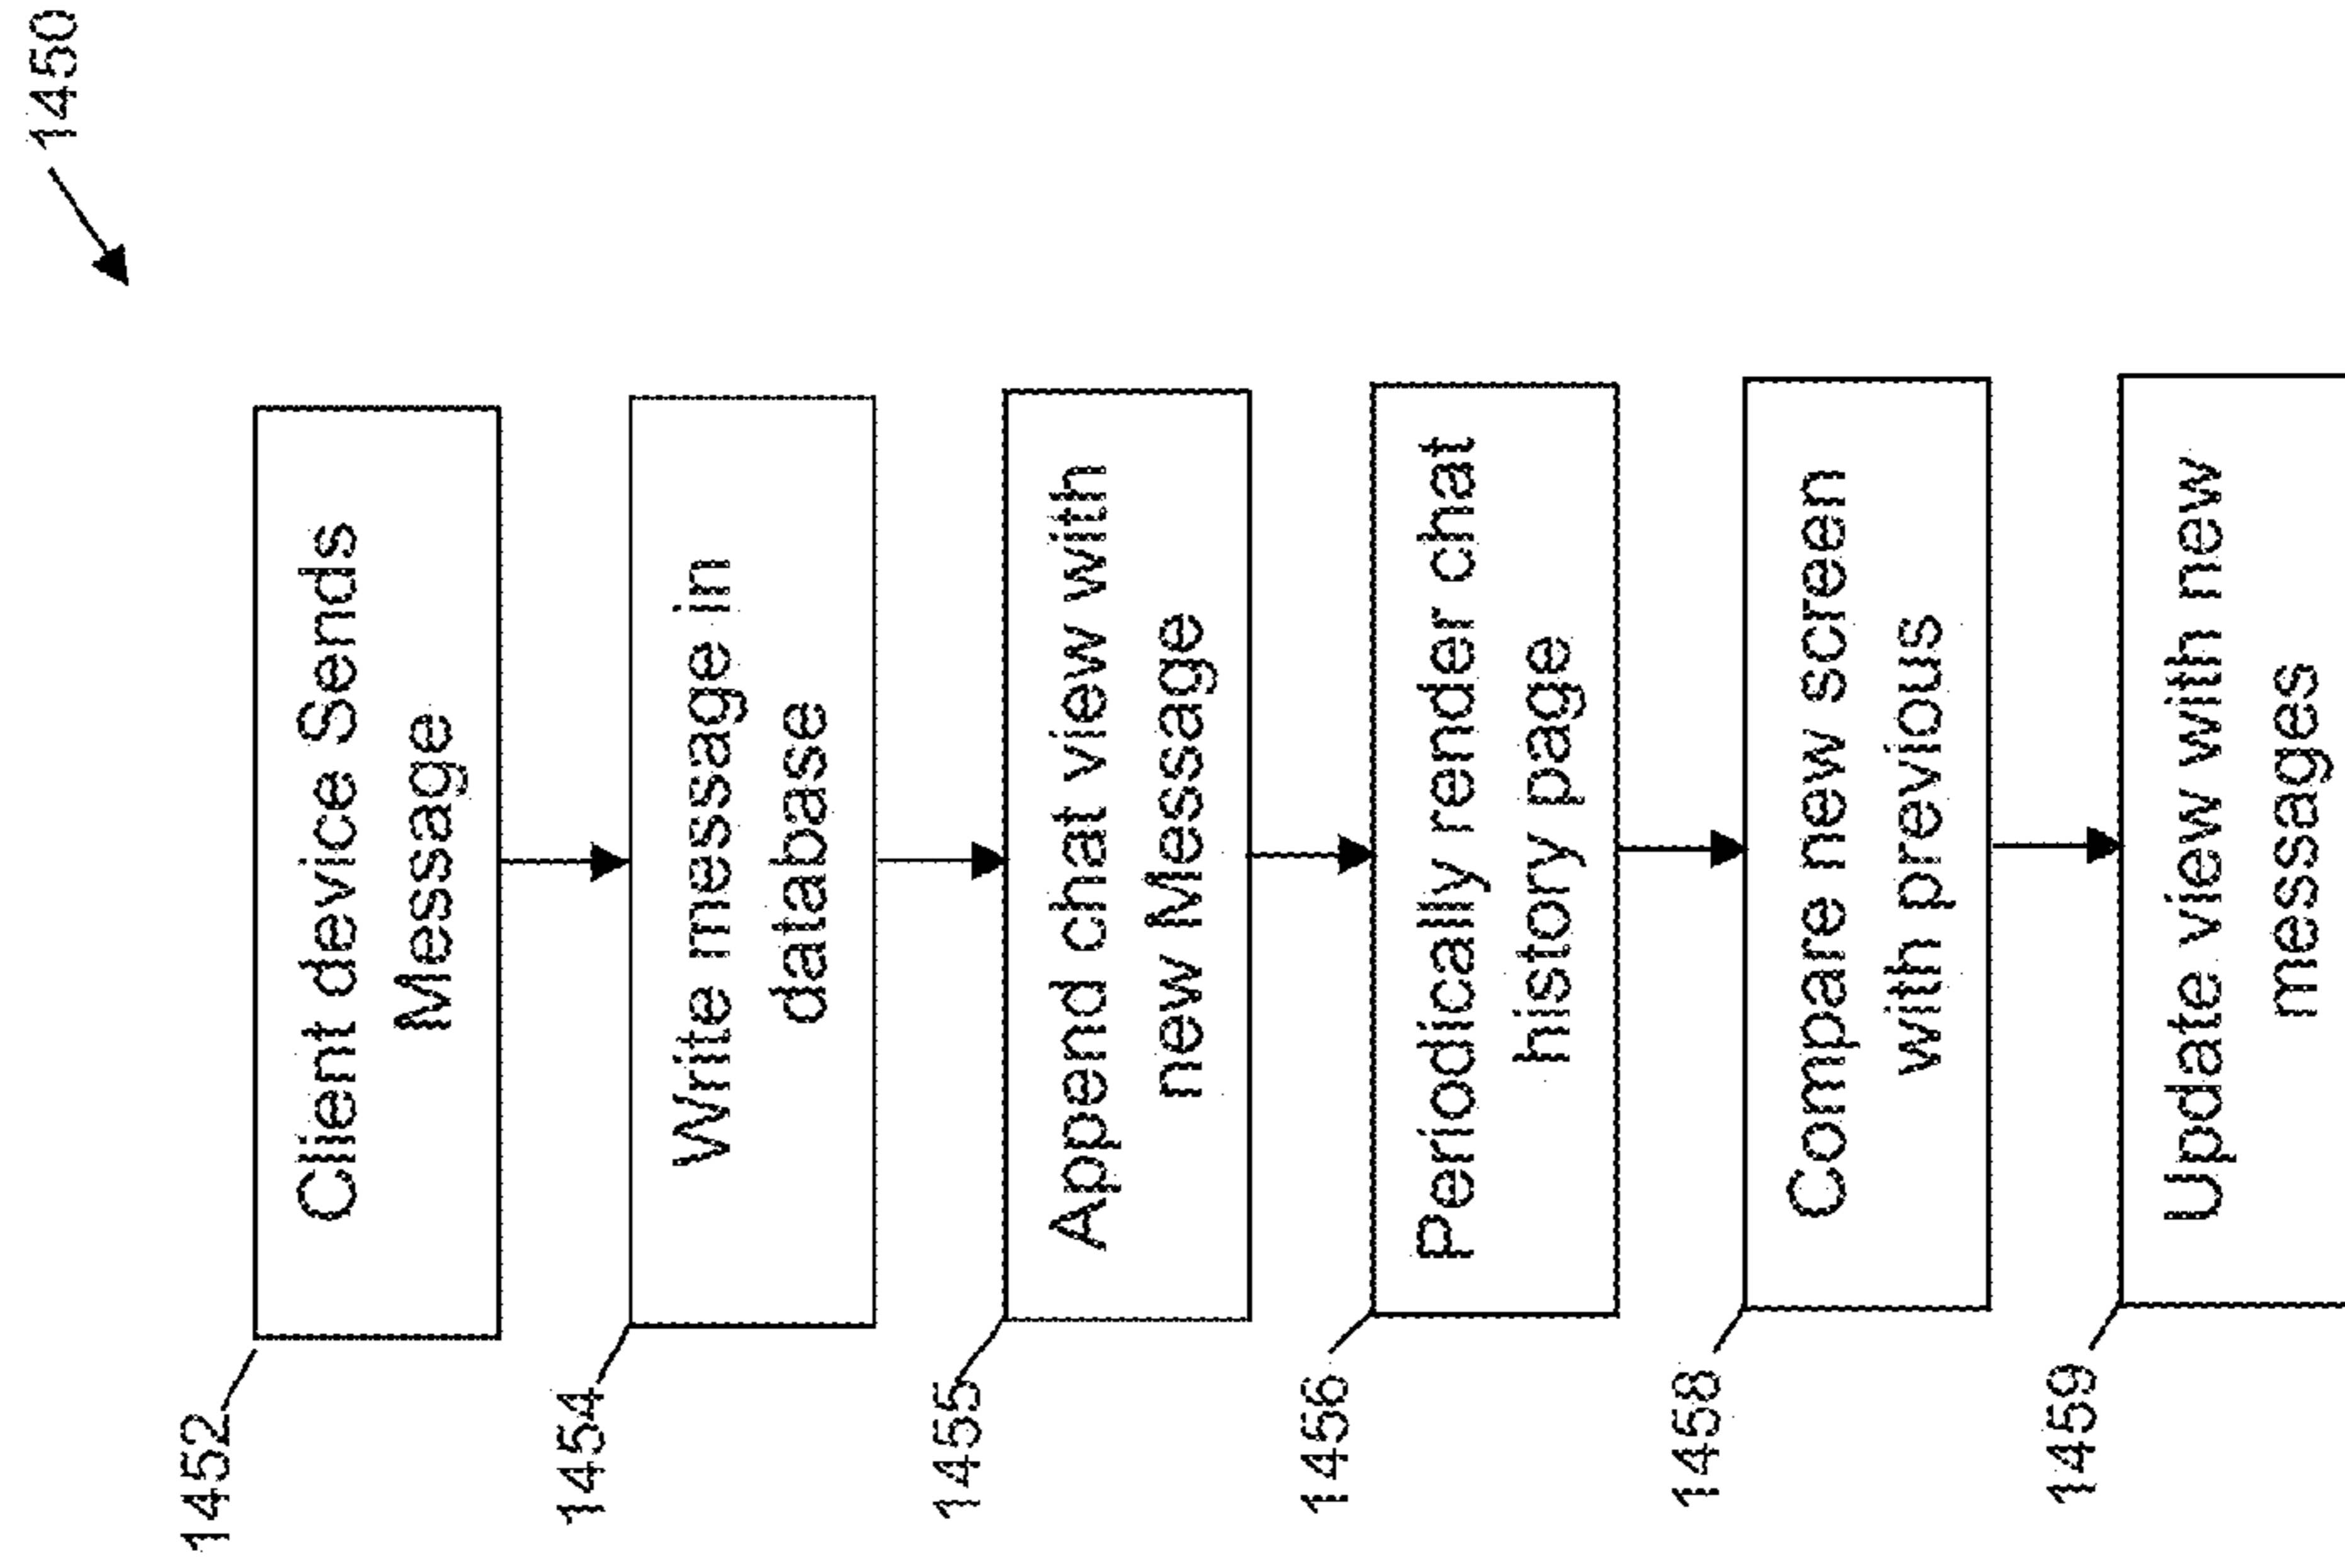 1450
1452
Client device Sends
Message
1454
Write message in
database
1455
Append chat view with
new Message
1456
Periodically render chat
history page
1458
Compare new screen
with previous
1459
Update view with new
messages